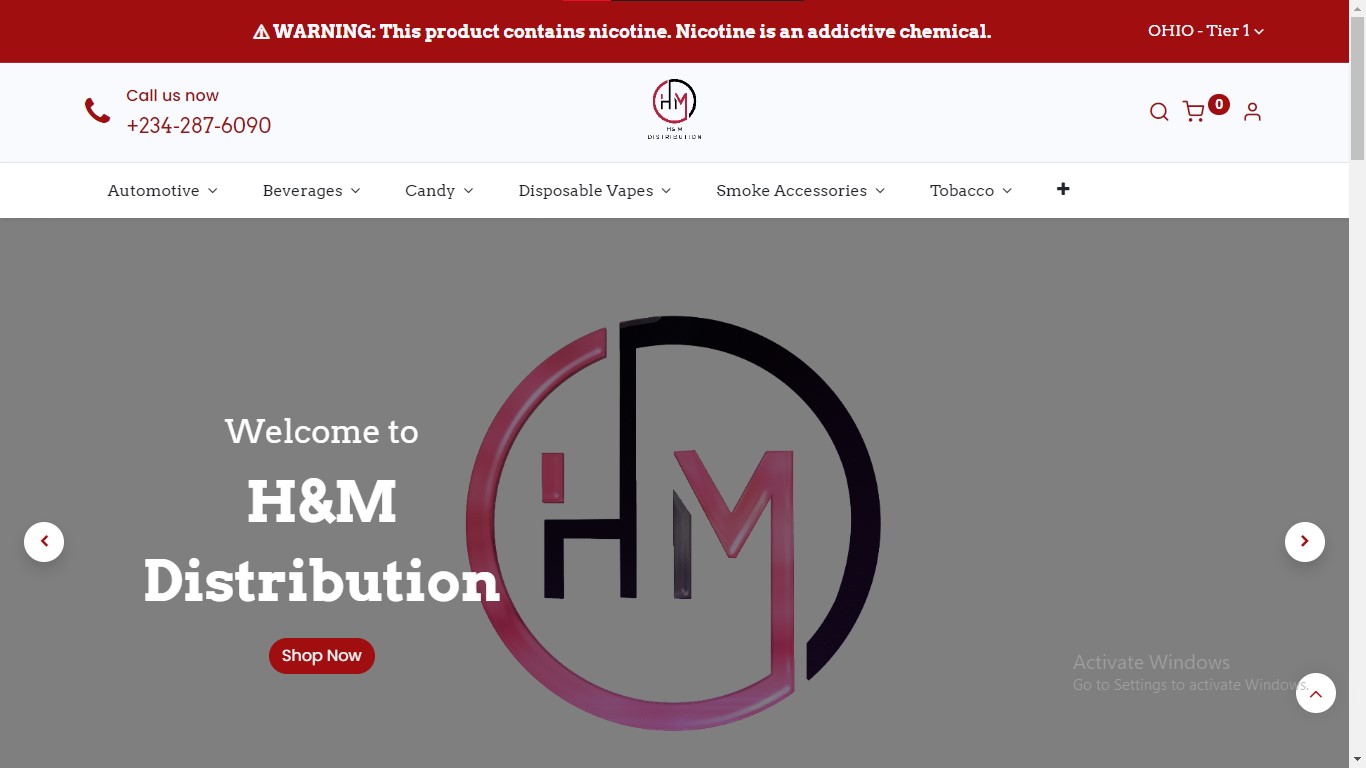 ⚠ WARNING: This product contains nicotine. Nicotine is an addictive chemical.
OHIO - Tier 1
Call us now
+234-287-6090
HM
H&M
DISTRIBUTION
0
Automotive
Beverages
Candy
Disposable Vapes
Smoke Accessories
Tobacco
+
Welcome to
H&M
Distribution
HM
Shop Now
Activate Windows
Go to Settings to activate Windows.